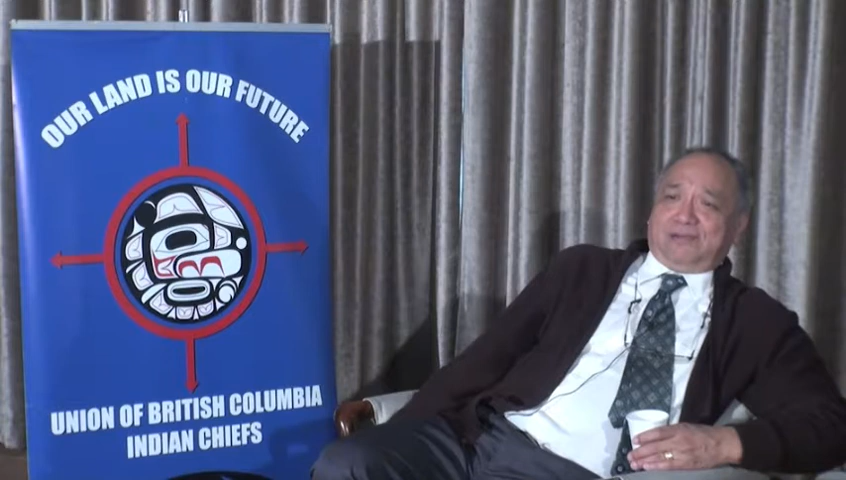 OUR LAND IS OUR FUTURE
UNION OF BRITISH COLUMBIA
INDIAN CHIEFS